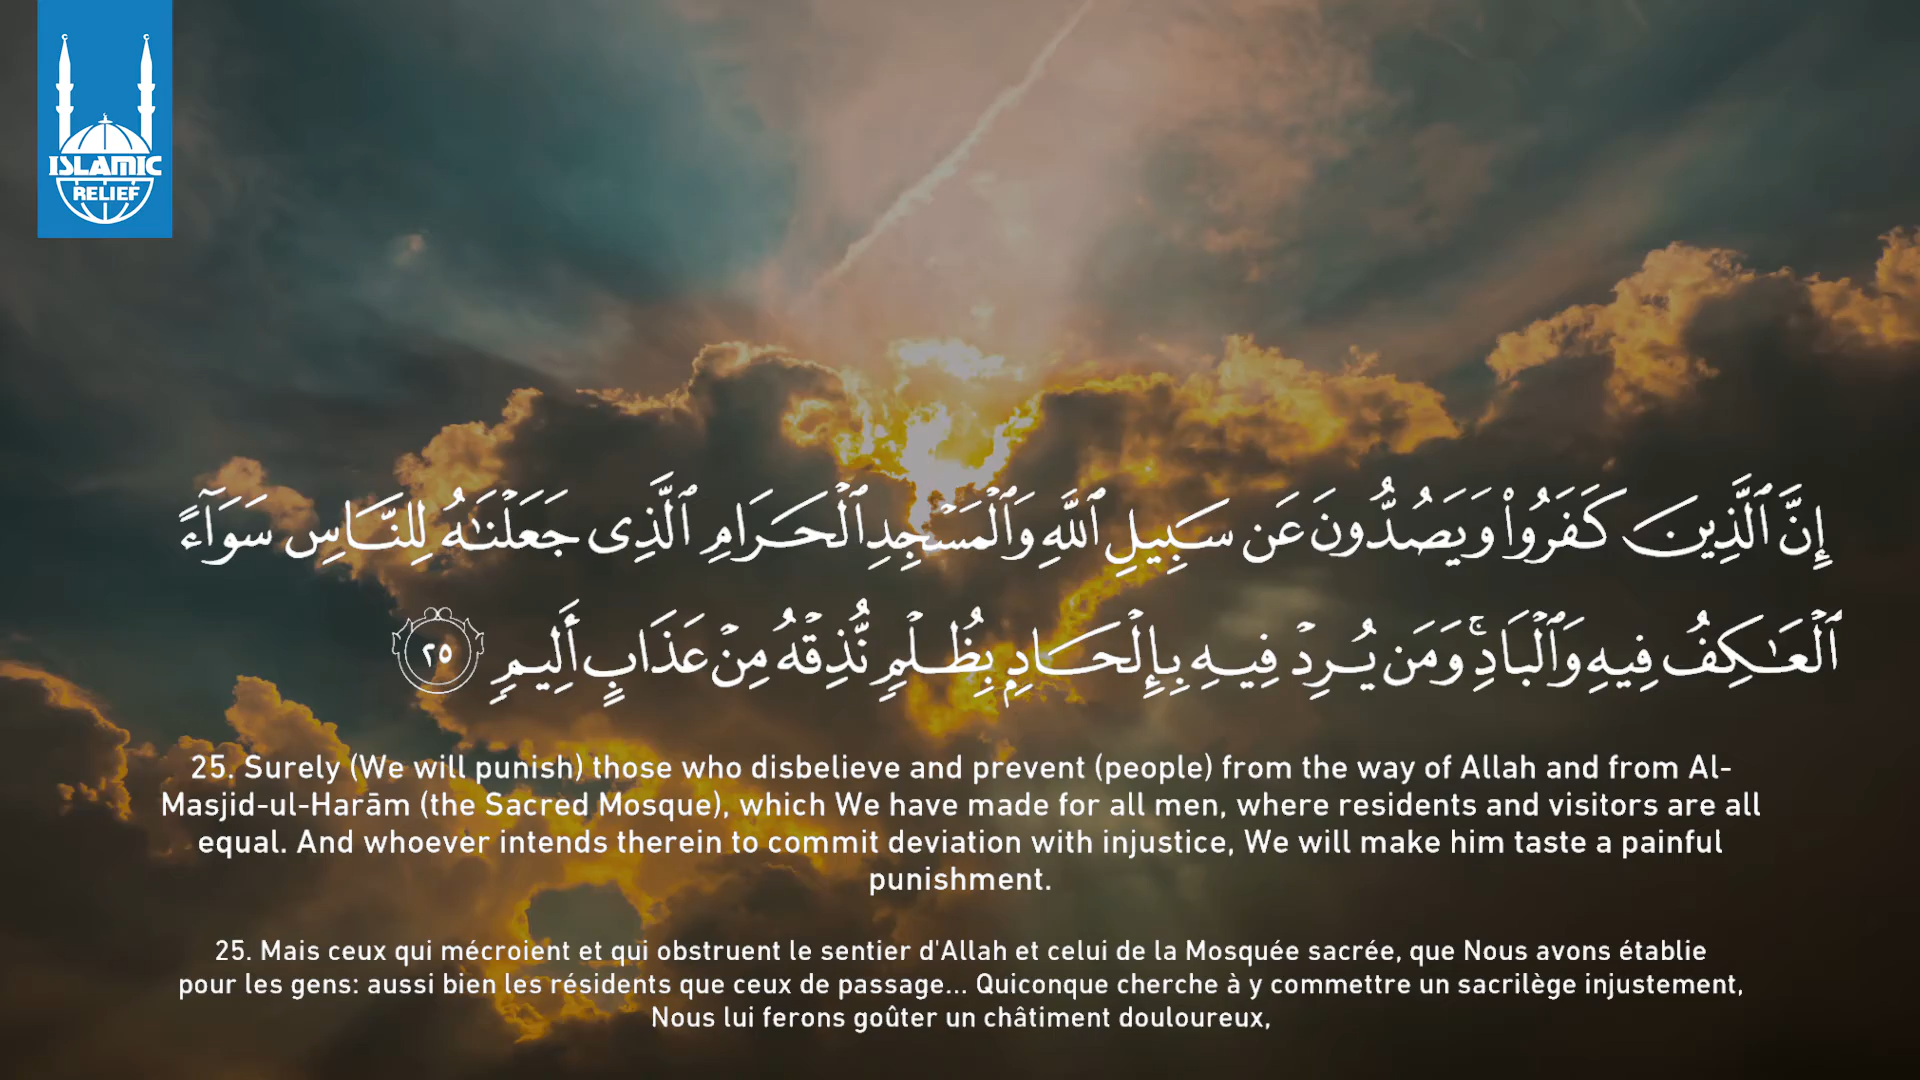 ISLAMIC
RELIEF
إِنَّ ٱلَّذِينَ كَفَرُوا۟ وَيَصُدُّونَ عَن سَبِيلِ ٱللَّهِ وَٱلْمَسْجِدِ ٱلْحَرَامِ ٱلَّذِى جَعَلْنَـٰهُ لِلنَّاسِ سَوَآءً
ٱلْعَـٰكِفُ فِيهِ وَٱلْبَادِ ۚ وَمَن يُرِدْ فِيهِ بِإِلْحَادٍۭ بِظُلْمٍ نُّذِقْهُ مِنْ عَذَابٍ أَلِيمٍ ٢٥
25. Surely (We will punish) those who disbelieve and prevent (people) from the way of Allah and from Al-
Masjid-ul-Harām (the Sacred Mosque), which We have made for all men, where residents and visitors are all
equal. And whoever intends therein to commit deviation with injustice, We will make him taste a painful
punishment.
25. Mais ceux qui mécroient et qui obstruent le sentier d'Allah et celui de la Mosquée sacrée, que Nous avons établie
pour les gens: aussi bien les résidents que ceux de passage... Quiconque cherche à y commettre un sacrilège injustement,
Nous lui ferons goûter un châtiment douloureux,